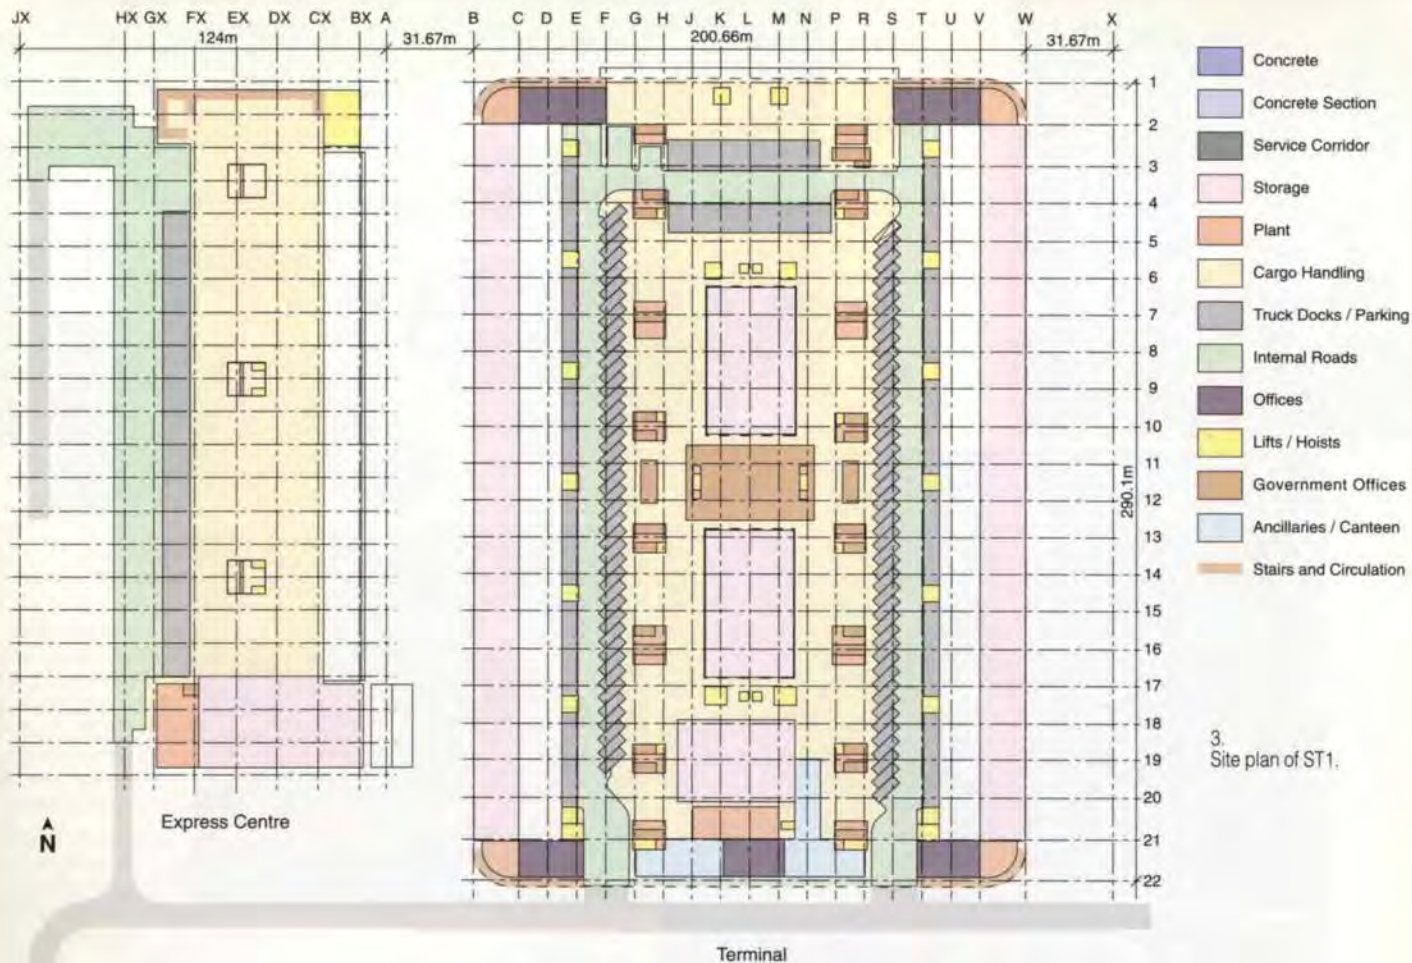 JX HX GX FX EX DX CX BX A B C D E F G H J K L M N P R S T U V W X
124m 31.67m 200.66m 31.67m
1
2
3
4
5
6
7
8
9
10
11
12
290.1m
13
14
15
16
17
18
19
20
21
22
Concrete
Concrete Section
Service Corridor
Storage
Plant
Cargo Handling
Truck Docks / Parking
Internal Roads
Offices
Lifts / Hoists
Government Offices
Ancillaries / Canteen
Stairs and Circulation
3.
Site plan of ST1.
N
Express Centre
Terminal